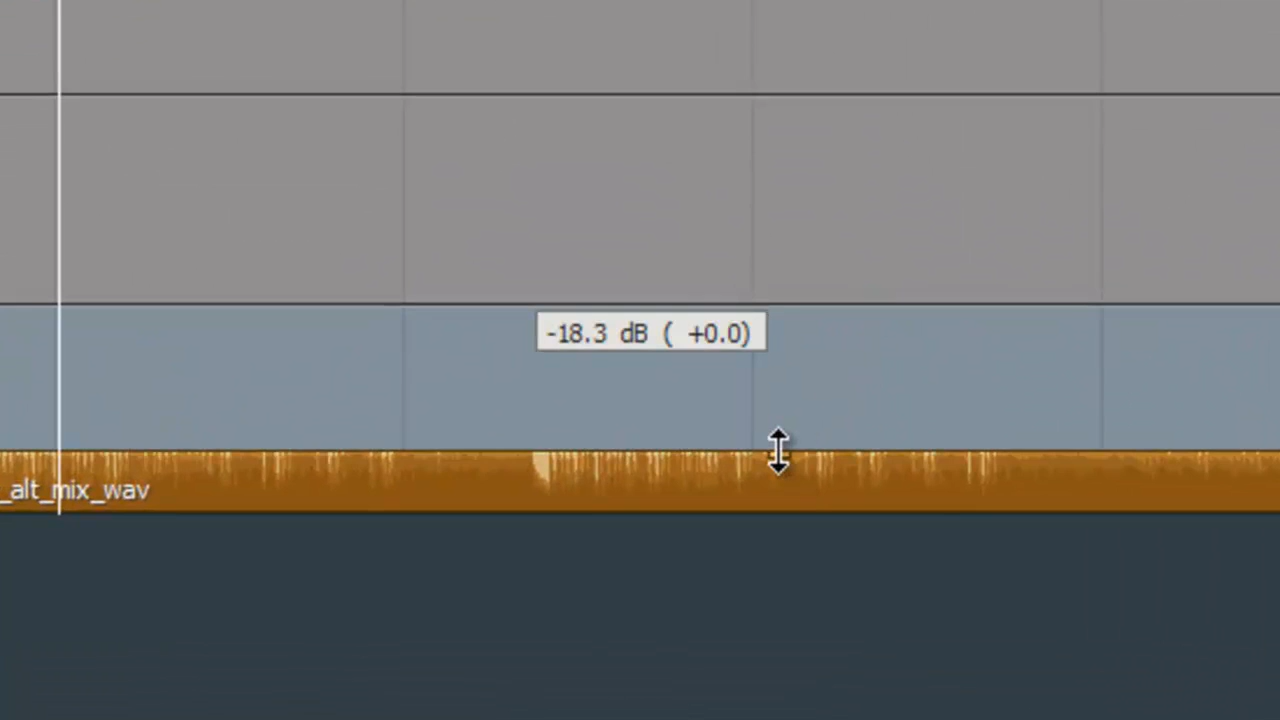 -18.3 dB ( +0.0)
_alt_mix_wav